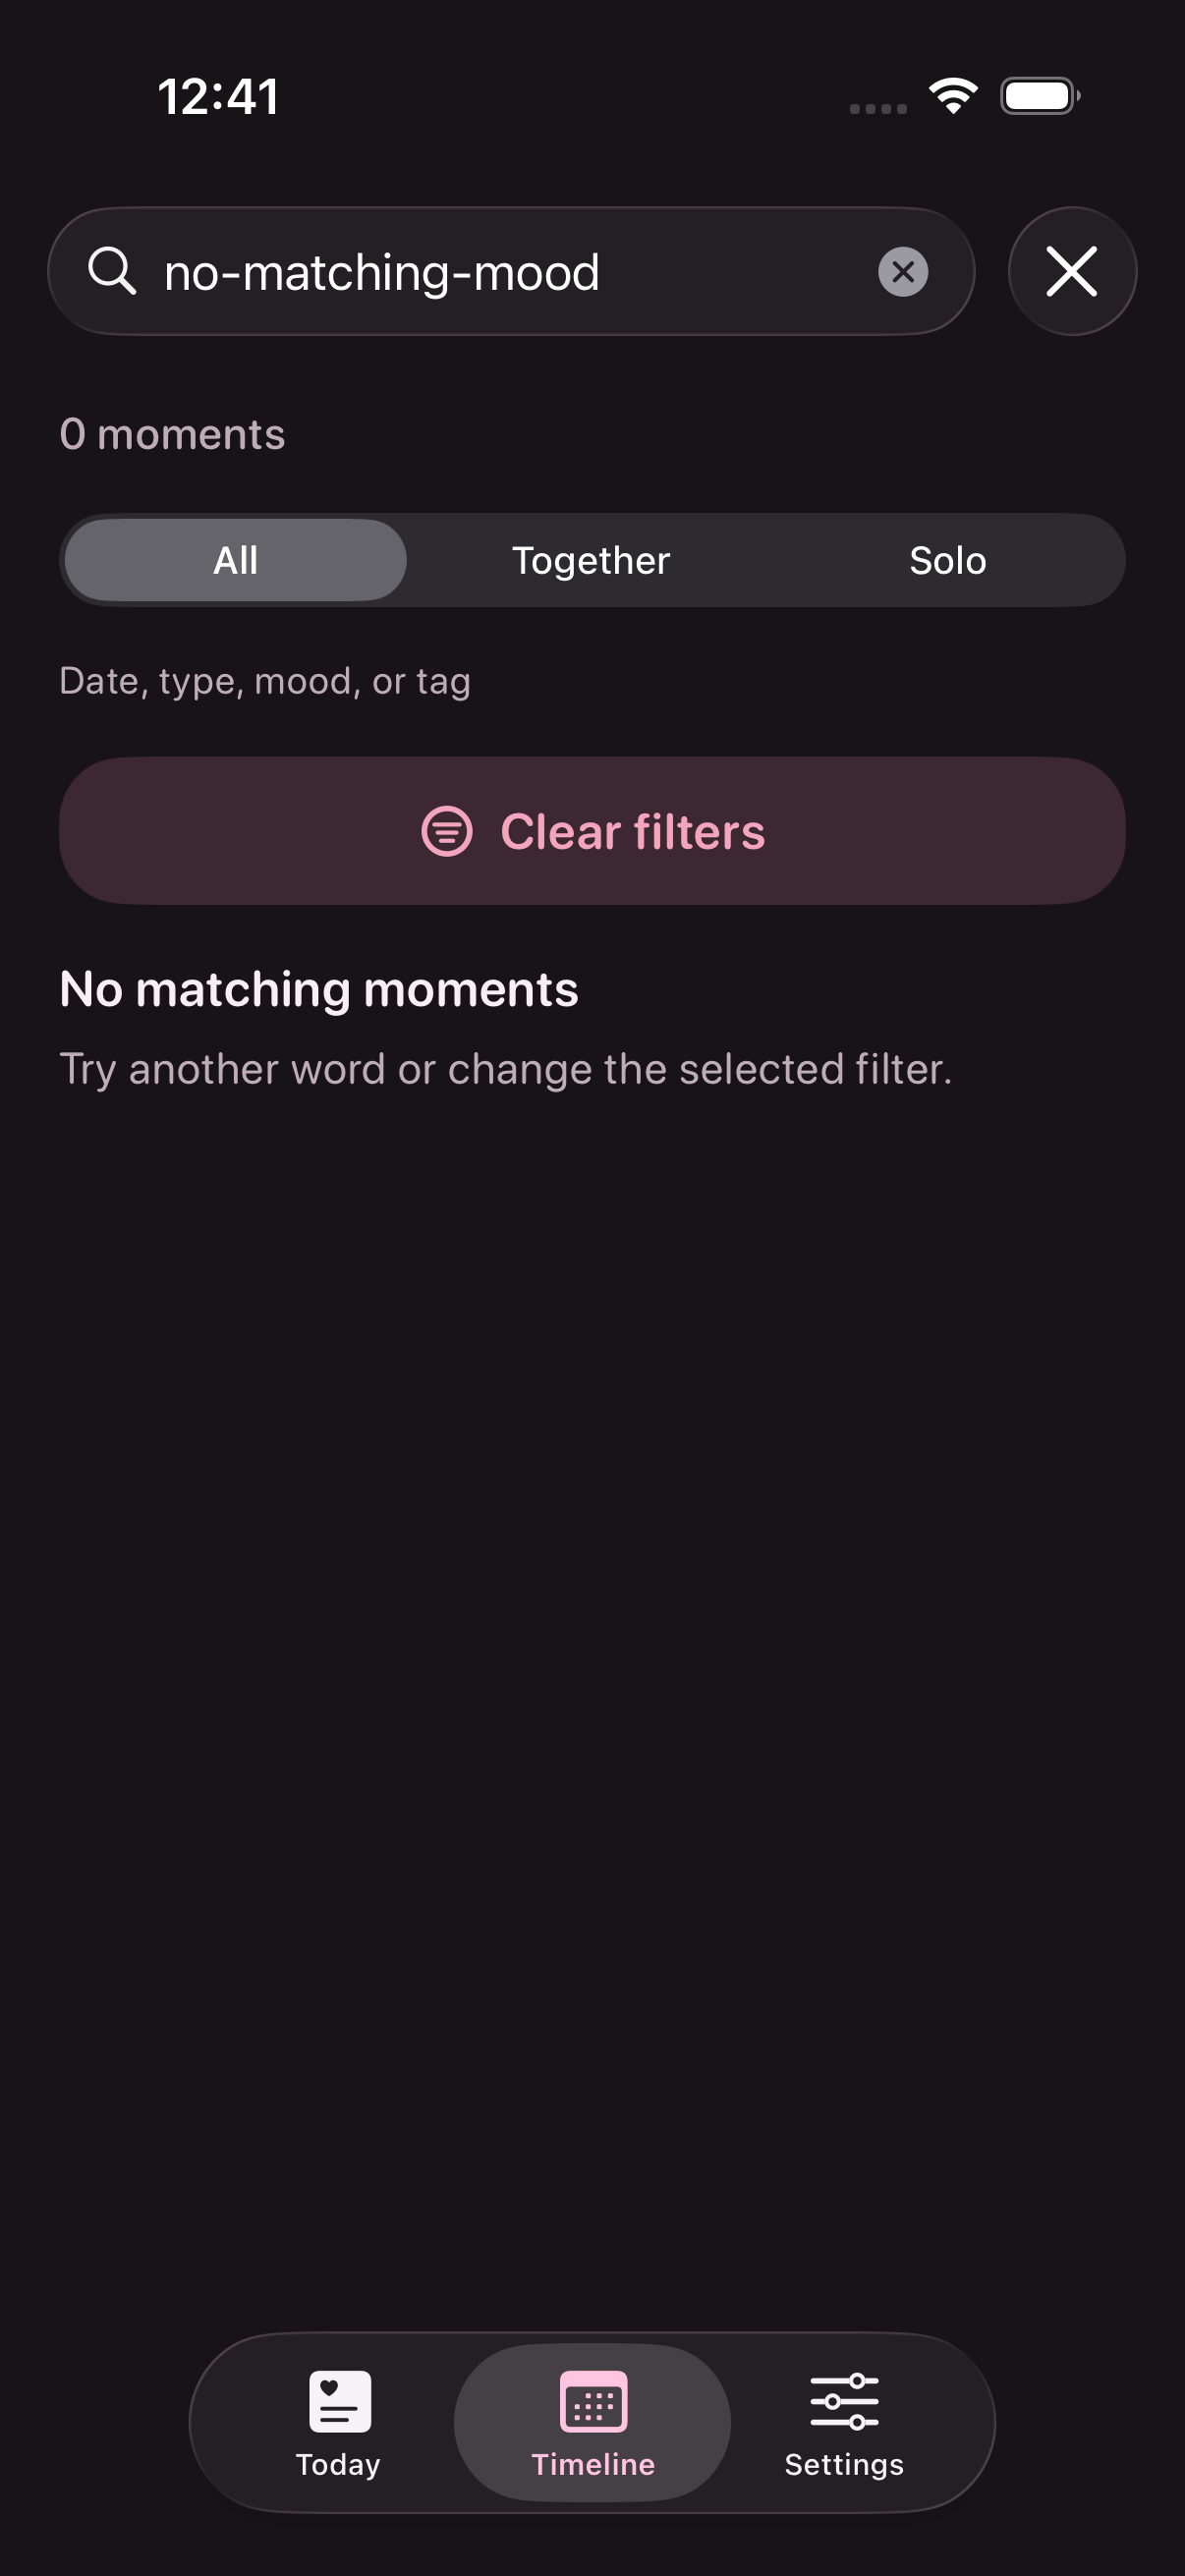 12:41
no-matching-mood
0 moments
All Together Solo
Date, type, mood, or tag
Clear filters
No matching moments
Try another word or change the selected filter.
Today Timeline Settings